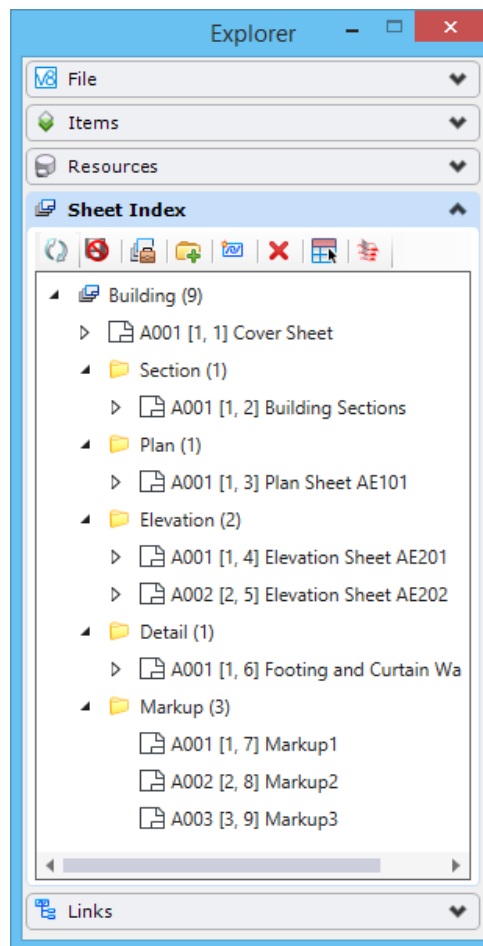 Explorer
V8 File
Items
Resources
Sheet Index
Building (9)
A001 [1, 1] Cover Sheet
Section (1)
A001 [1, 2] Building Sections
Plan (1)
A001 [1, 3] Plan Sheet AE101
Elevation (2)
A001 [1, 4] Elevation Sheet AE201
A002 [2, 5] Elevation Sheet AE202
Detail (1)
A001 [1, 6] Footing and Curtain Wa
Markup (3)
A001 [1, 7] Markup1
A002 [2, 8] Markup2
A003 [3, 9] Markup3
Links